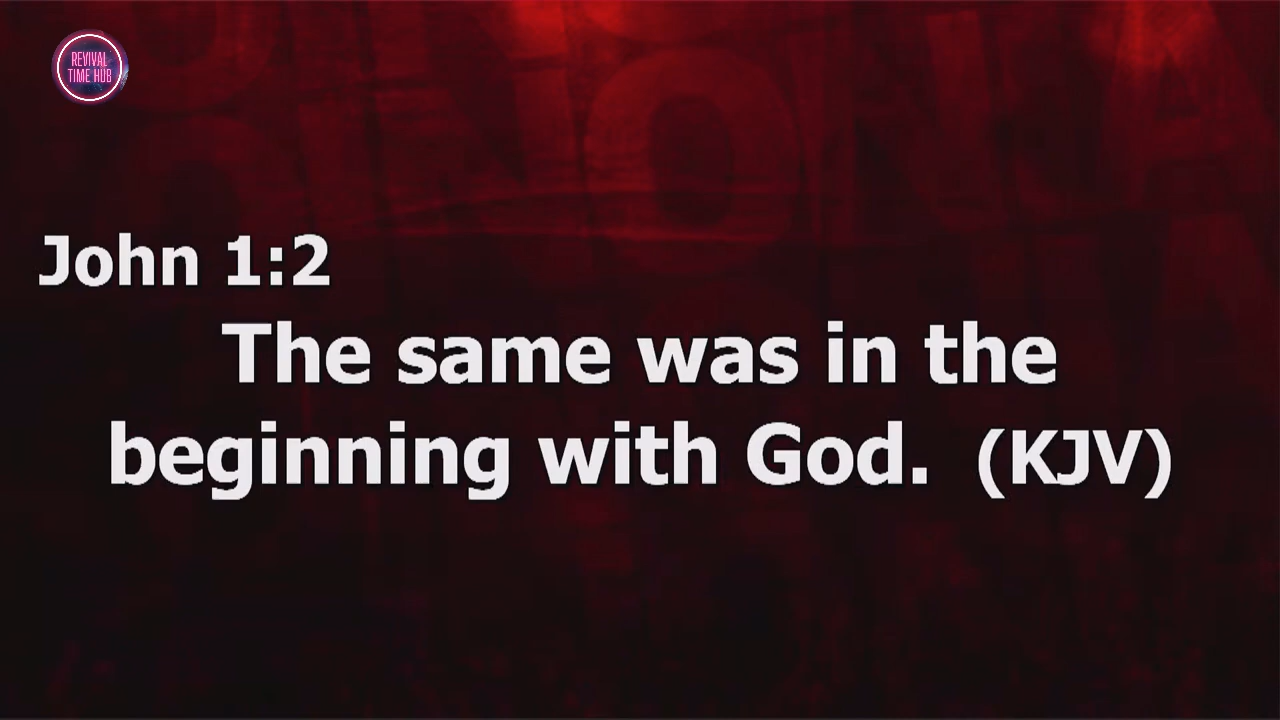 REVIVAL
TIME HUB
John 1:2
The same was in the
beginning with God.  (KJV)